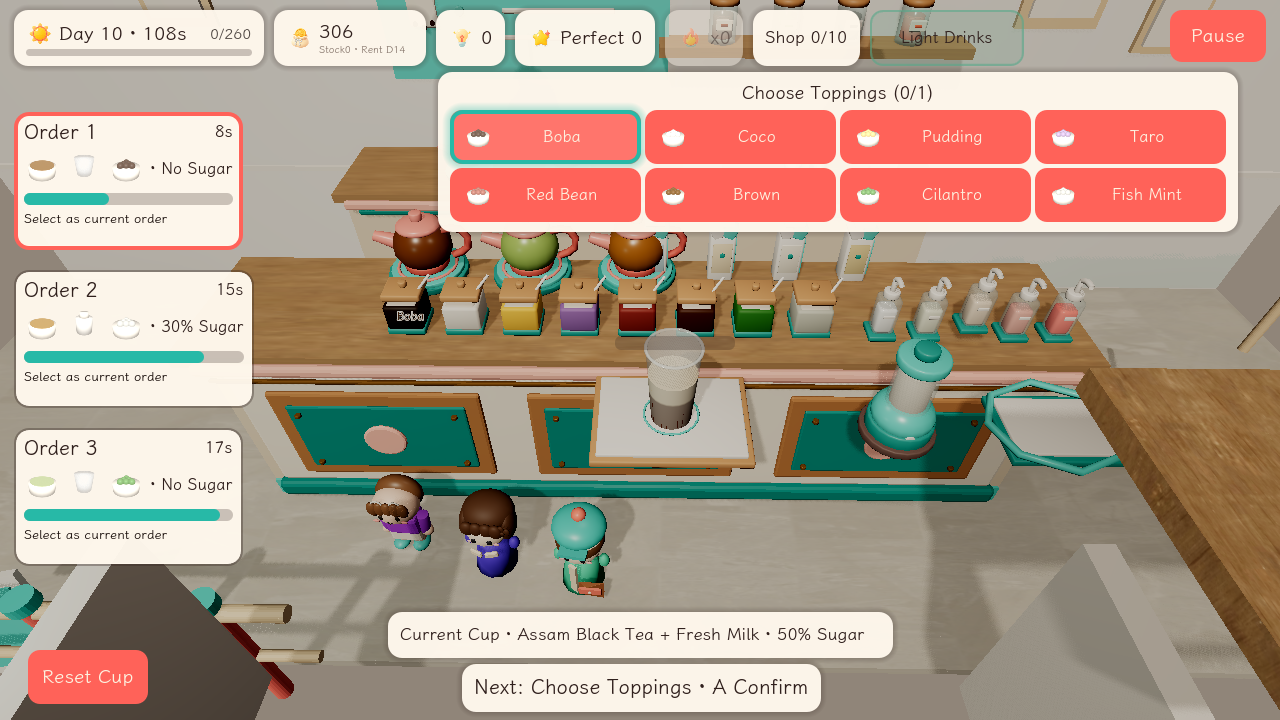 Day 10 • 108s 0/260
306
Stock0 • Rent D14
0
Perfect 0
x0
Shop 0/10
Light Drinks
Pause
Choose Toppings (0/1)
Boba
Coco
Pudding
Taro
Red Bean
Brown
Cilantro
Fish Mint
Order 1 8s
• No Sugar
Select as current order
Order 2 15s
• 30% Sugar
Select as current order
Order 3 17s
• No Sugar
Select as current order
Boba
Current Cup • Assam Black Tea + Fresh Milk • 50% Sugar
Next: Choose Toppings • A Confirm
Reset Cup